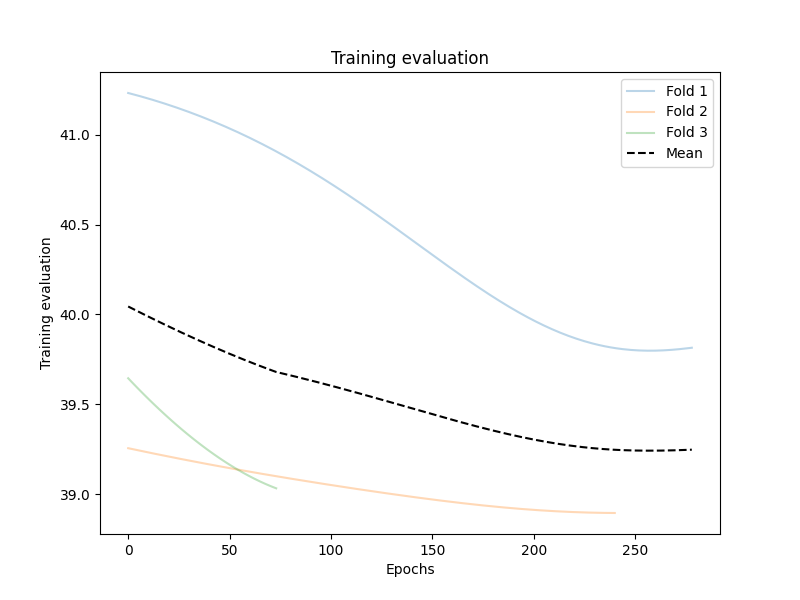 Training evaluation
Fold 1
Fold 2
Fold 3
Mean
Training evaluation
41.0
40.5
40.0
39.5
39.0
0 50 100 150 200 250
Epochs